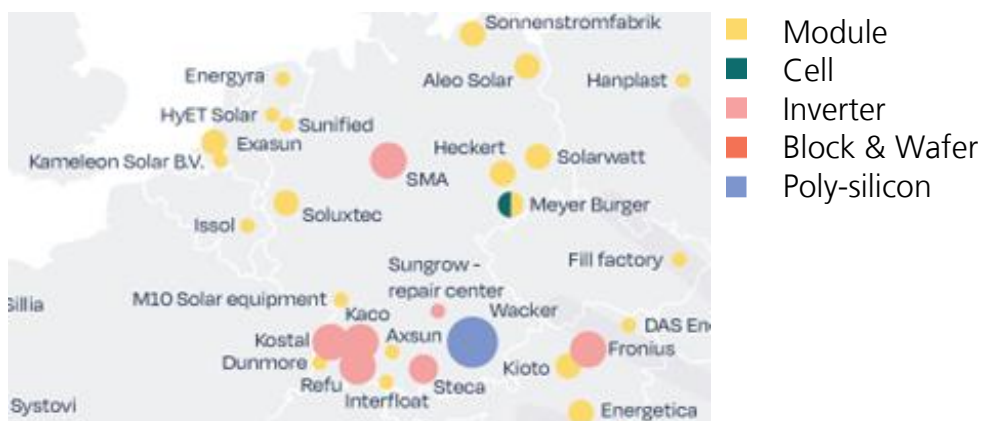 Sonnenstromfabrik
Energyra
Aleo Solar
Hanplast
HyET Solar
Sunified
Exasun
Kameleon Solar B.V.
Heckert
Solarwatt
SMA
Meyer Burger
Soluxtec
Issol
Fill factory
Sungrow -
repair center
M10 Solar equipment
Wacker
Kaco
DAS En
Kostal
Axsun
Fronius
Dunmore
Kioto
Refu
Steca
Interfloat
Systovi
Energetica
Module
Cell
Inverter
Block & Wafer
Poly-silicon